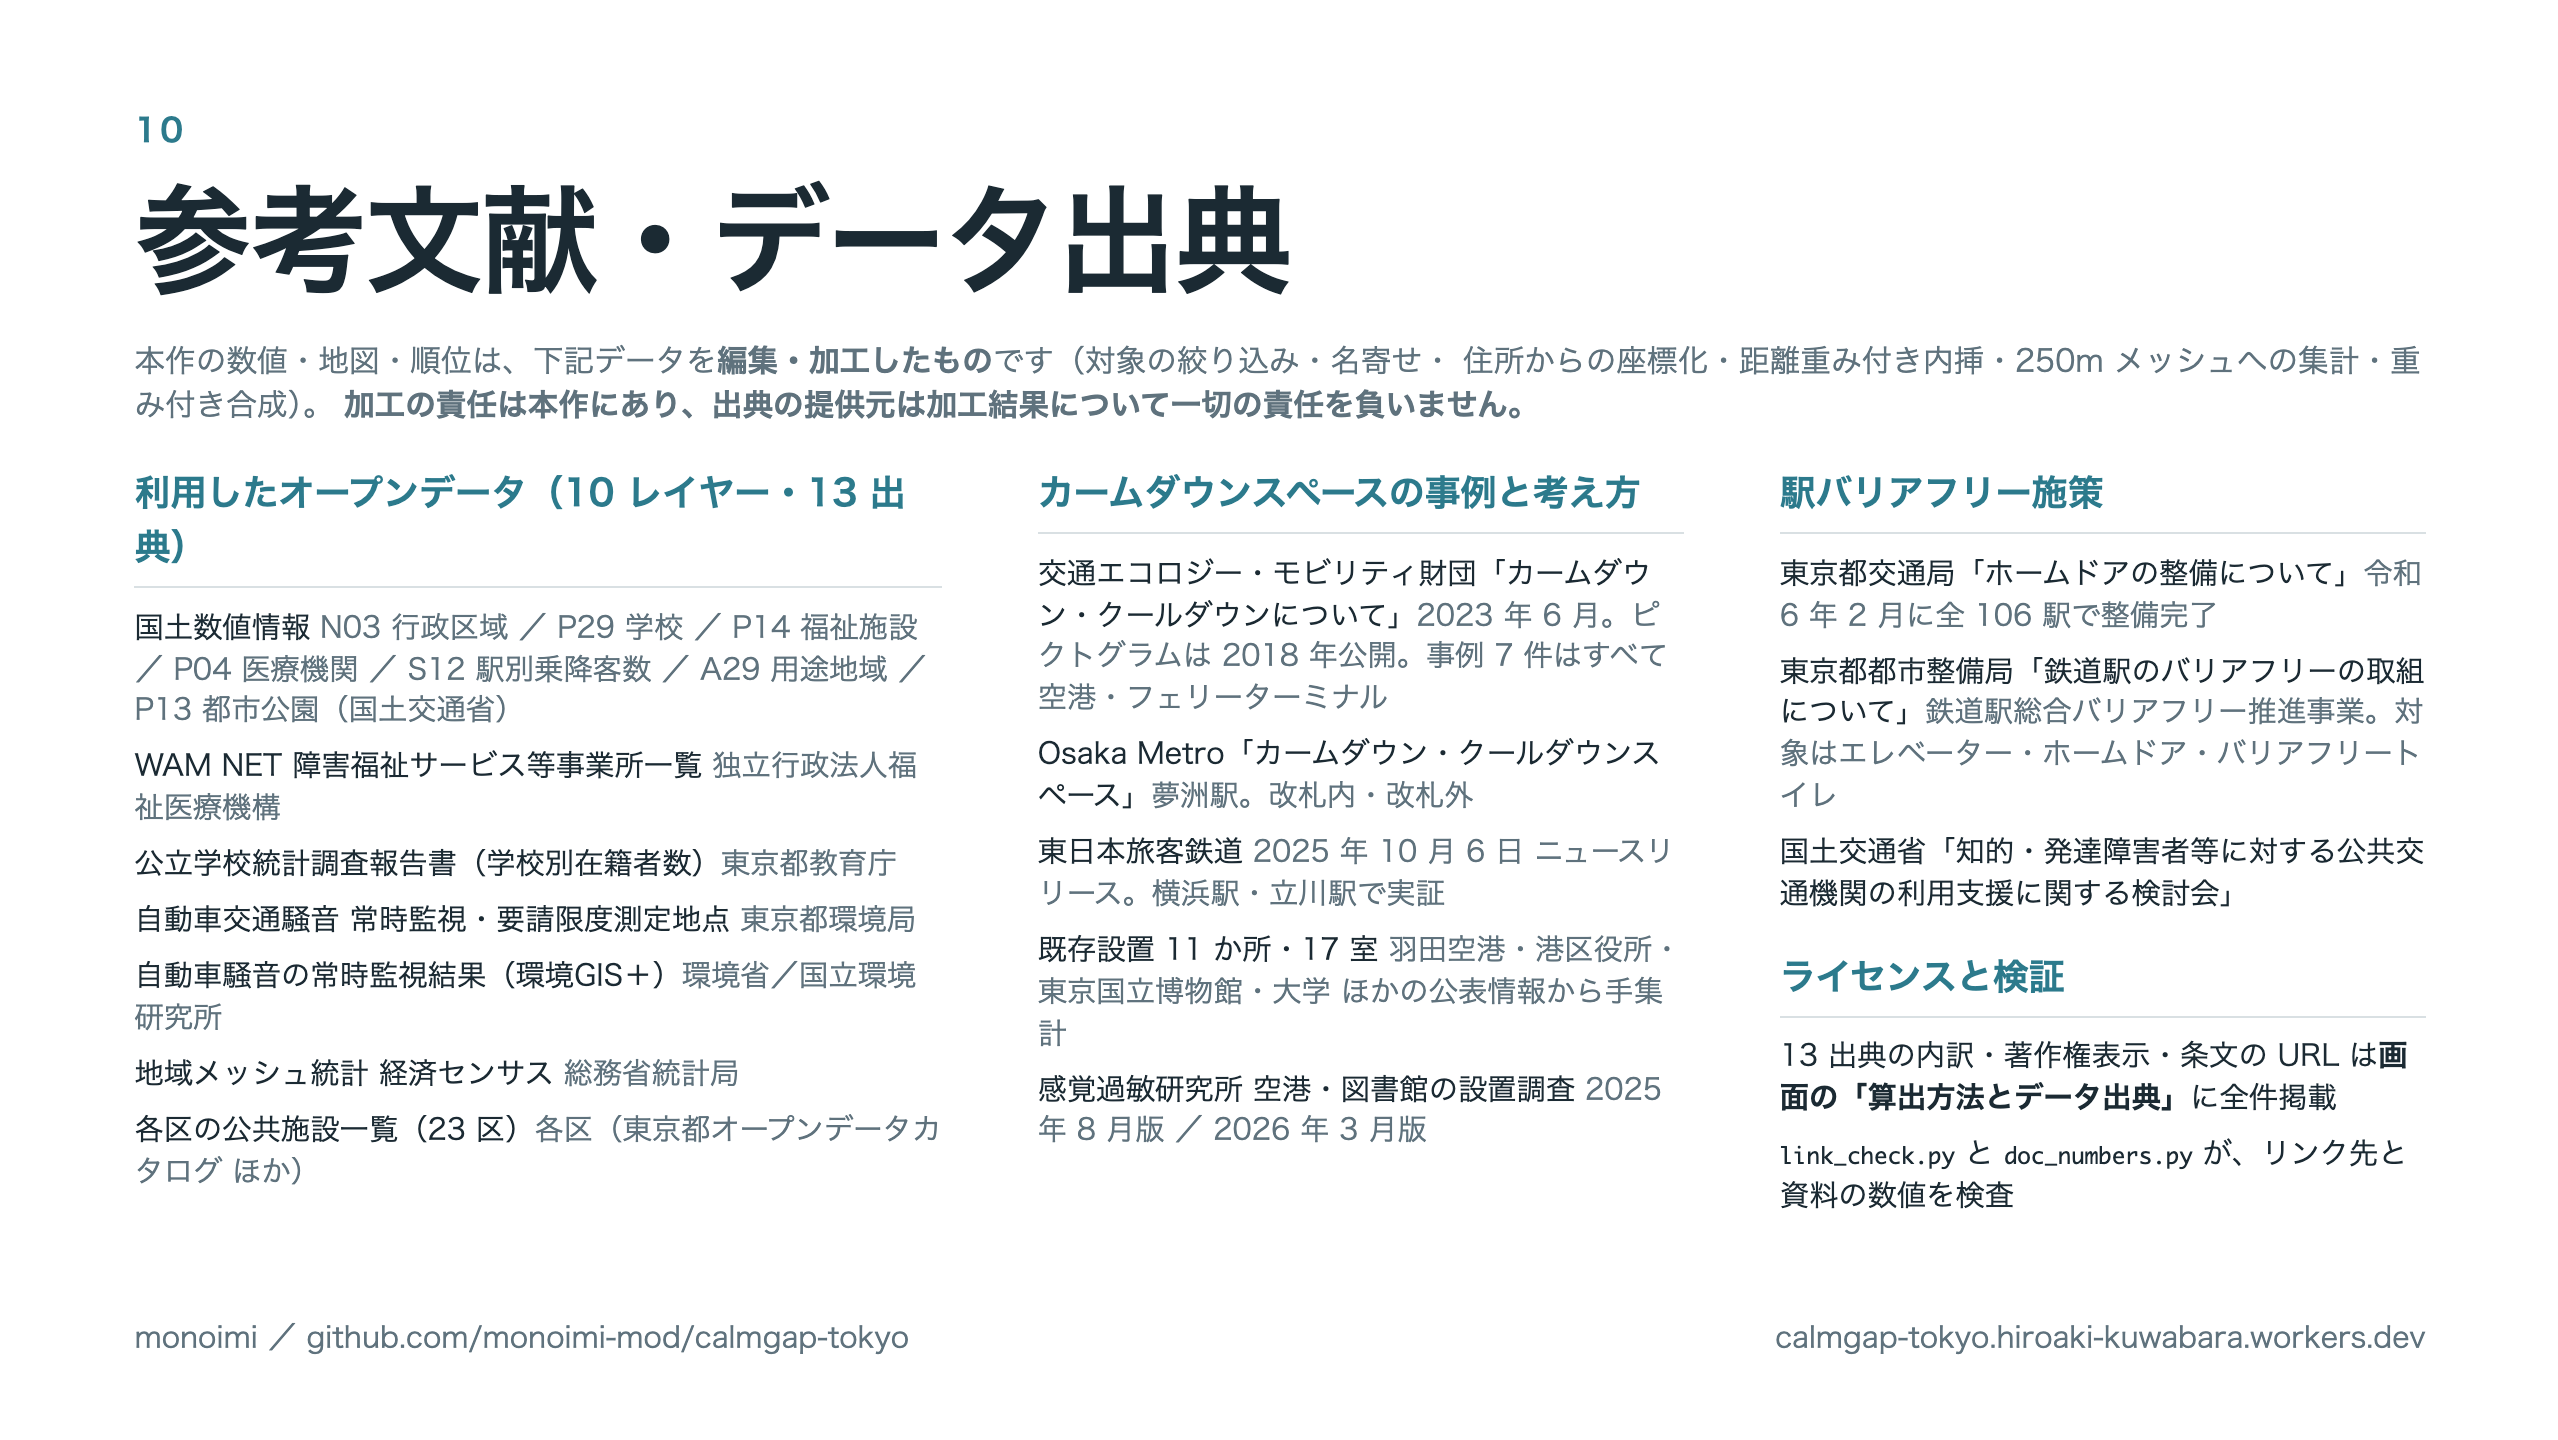 10
参考文献・データ出典
本作の数値・地図・順位は、下記データを編集・加工したものです（対象の絞り込み・名寄せ・ 住所からの座標化・距離重み付き内挿・250m メッシュへの集計・重
み付き合成）。 加工の責任は本作にあり、出典の提供元は加工結果について一切の責任を負いません。
利用したオープンデータ（10 レイヤー・13 出
典）
国土数値情報 N03 行政区域 ／ P29 学校 ／ P14 福祉施設
／ P04 医療機関 ／ S12 駅別乗降客数 ／ A29 用途地域 ／
P13 都市公園（国土交通省）
WAM NET 障害福祉サービス等事業所一覧 独立行政法人福
祉医療機構
公立学校統計調査報告書（学校別在籍者数）東京都教育庁
自動車交通騒音 常時監視・要請限度測定地点 東京都環境局
自動車騒音の常時監視結果（環境GIS＋）環境省／国立環境
研究所
地域メッシュ統計 経済センサス 総務省統計局
各区の公共施設一覧（23 区）各区（東京都オープンデータカ
タログ ほか）
カームダウンスペースの事例と考え方
交通エコロジー・モビリティ財団「カームダウ
ン・クールダウンについて」2023 年 6 月。ピ
クトグラムは 2018 年公開。事例 7 件はすべて
空港・フェリーターミナル
Osaka Metro「カームダウン・クールダウンス
ペース」夢洲駅。改札内・改札外
東日本旅客鉄道 2025 年 10 月 6 日 ニュースリ
リース。横浜駅・立川駅で実証
既存設置 11 か所・17 室 羽田空港・港区役所・
東京国立博物館・大学 ほかの公表情報から手集
計
感覚過敏研究所 空港・図書館の設置調査 2025
年 8 月版 ／ 2026 年 3 月版
駅バリアフリー施策
東京都交通局「ホームドアの整備について」令和
6 年 2 月に全 106 駅で整備完了
東京都都市整備局「鉄道駅のバリアフリーの取組
について」鉄道駅総合バリアフリー推進事業。対
象はエレベーター・ホームドア・バリアフリート
イレ
国土交通省「知的・発達障害者等に対する公共交
通機関の利用支援に関する検討会」
ライセンスと検証
13 出典の内訳・著作権表示・条文の URL は画
面の「算出方法とデータ出典」に全件掲載
link_check.py と doc_numbers.py が、リンク先と
資料の数値を検査
monoimi ／ github.com/monoimi-mod/calmgap-tokyo
calmgap-tokyo.hiroaki-kuwabara.workers.dev